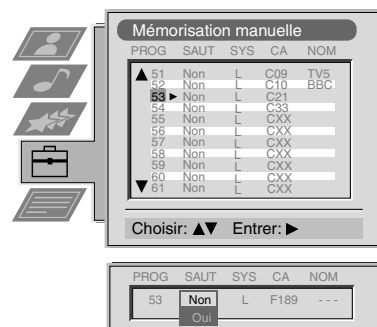 Mémorisation manuelle
PROG SAUT SYS CA NOM
51 Non L C09 TV5
52 Non L C10 BBC
53 Non L C21
54 Non L C33
55 Non L CXX
56 Non L CXX
57 Non L CXX
58 Non L CXX
59 Non L CXX
60 Non L CXX
61 Non L CXX
Choisir: ▲▼ Entrer: ▶
PROG SAUT SYS CA NOM
53 Non L F189 - - -
Oui